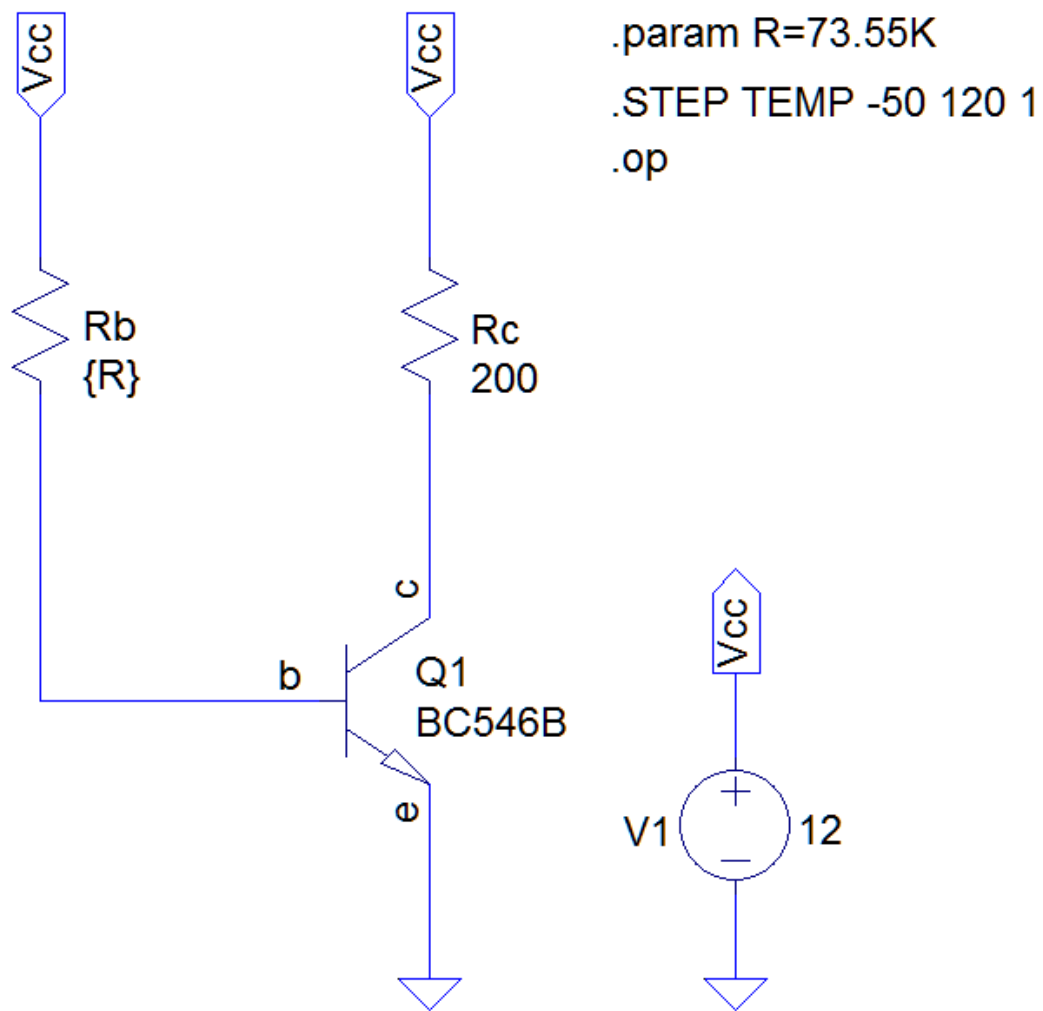 Vcc
Vcc
.param R=73.55K
.STEP TEMP -50 120 1
.op
Rb
{R}
Rc
200
c
b
Q1
BC546B
e
Vcc
V1
12